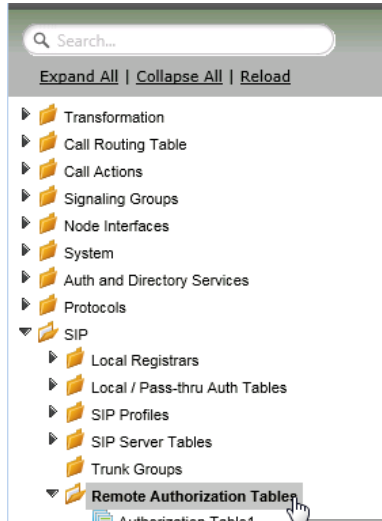 Search...
Expand All | Collapse All | Reload
Transformation
Call Routing Table
Call Actions
Signaling Groups
Node Interfaces
System
Auth and Directory Services
Protocols
SIP
Local Registrars
Local / Pass-thru Auth Tables
SIP Profiles
SIP Server Tables
Trunk Groups
Remote Authorization Tables
Authorization Table1